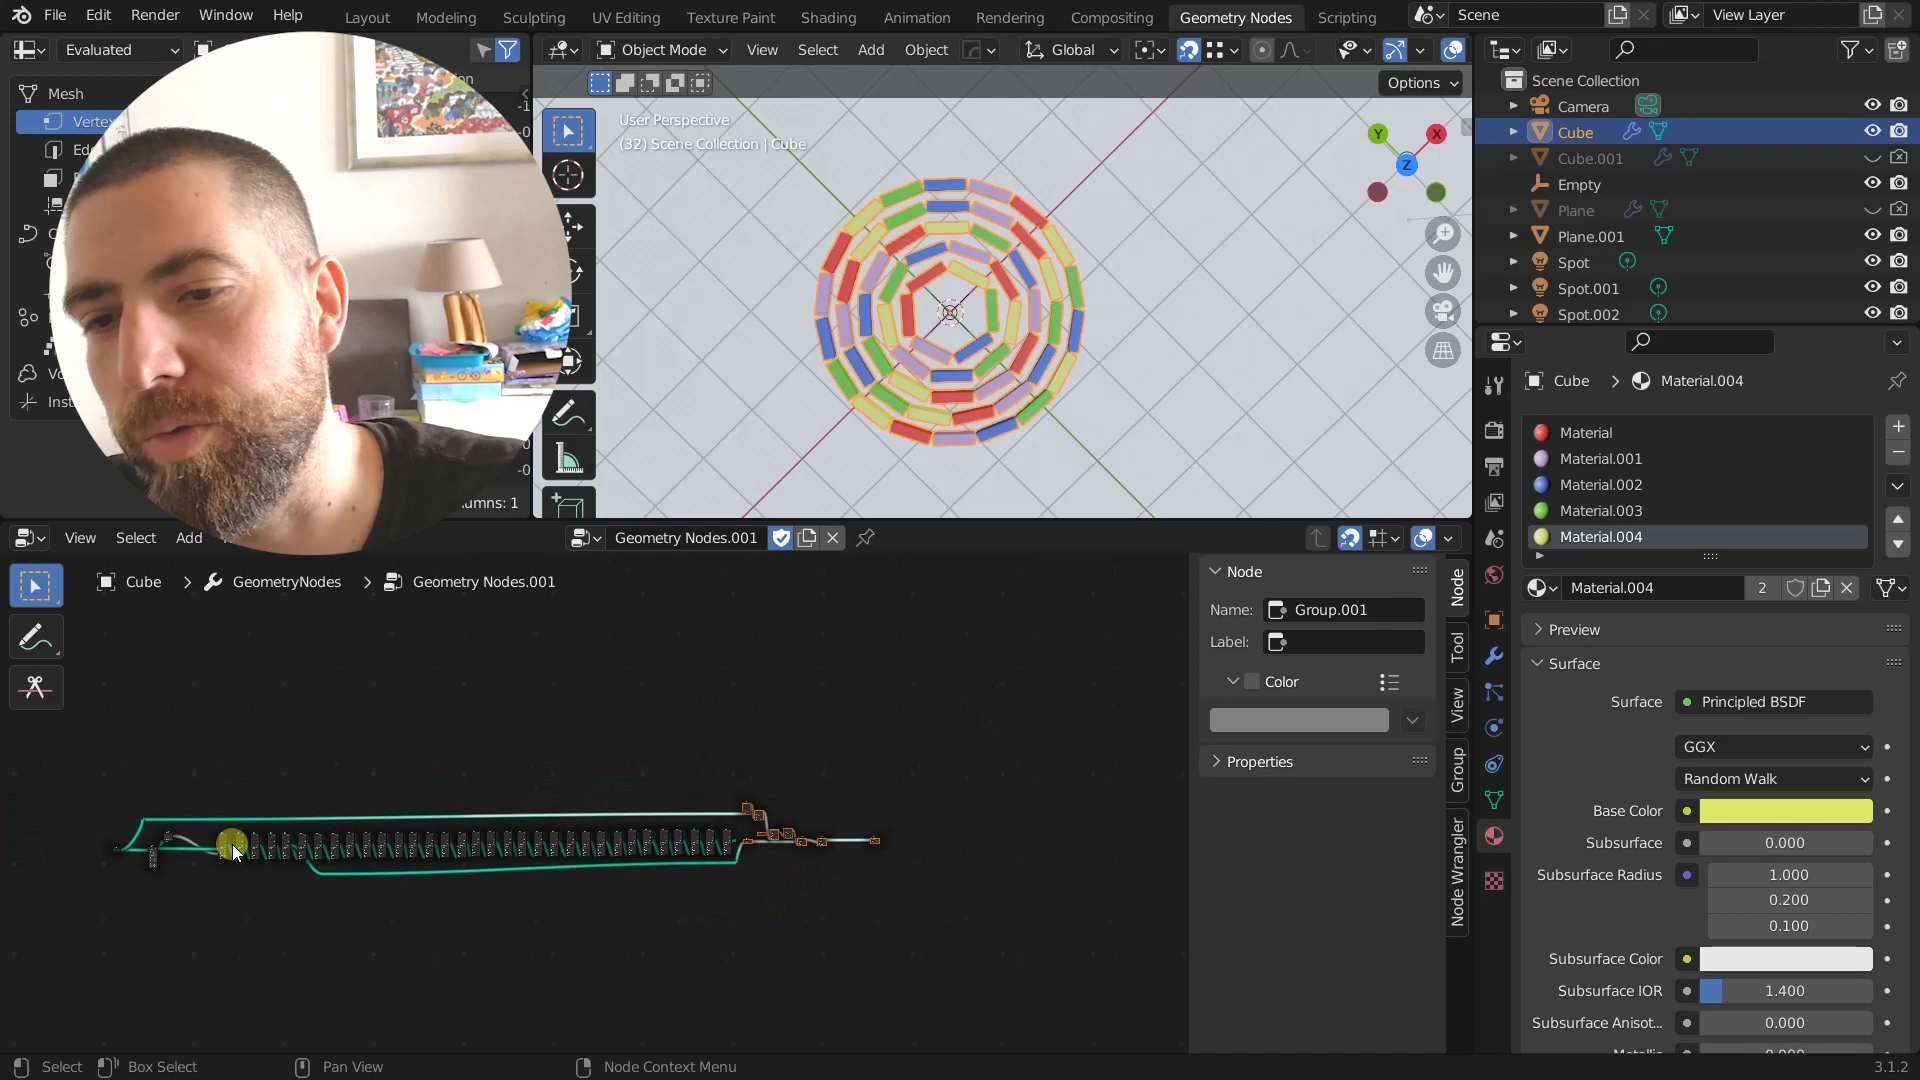 File Edit Render Window Help
Layout Modeling Sculpting UV Editing Texture Paint Shading Animation Rendering Compositing Geometry Nodes Scripting
Scene
View Layer
Evaluated
Object Mode View Select Add Object Global
Options
Mesh
User Perspective
(32) Scene Collection | Cube
Y X Z
Scene Collection
Camera
Cube
Cube.001
Empty
Plane
Plane.001
Spot
Spot.001
Spot.002
Cube > Material.004
Material
Material.001
Material.002
Material.003
Material.004
Material.004 2
Preview
Surface
Surface Principled BSDF
GGX
Random Walk
Base Color
Subsurface 0.000
Subsurface Radius 1.000
0.200
0.100
Subsurface Color
Subsurface IOR 1.400
Subsurface Anisot... 0.000
View Select Add
Geometry Nodes.001
Cube > GeometryNodes > Geometry Nodes.001
Node
Name: Group.001
Label:
Color
Properties
Node
Tool
View
Group
Node Wrangler
Select Box Select Pan View Node Context Menu
3.1.2